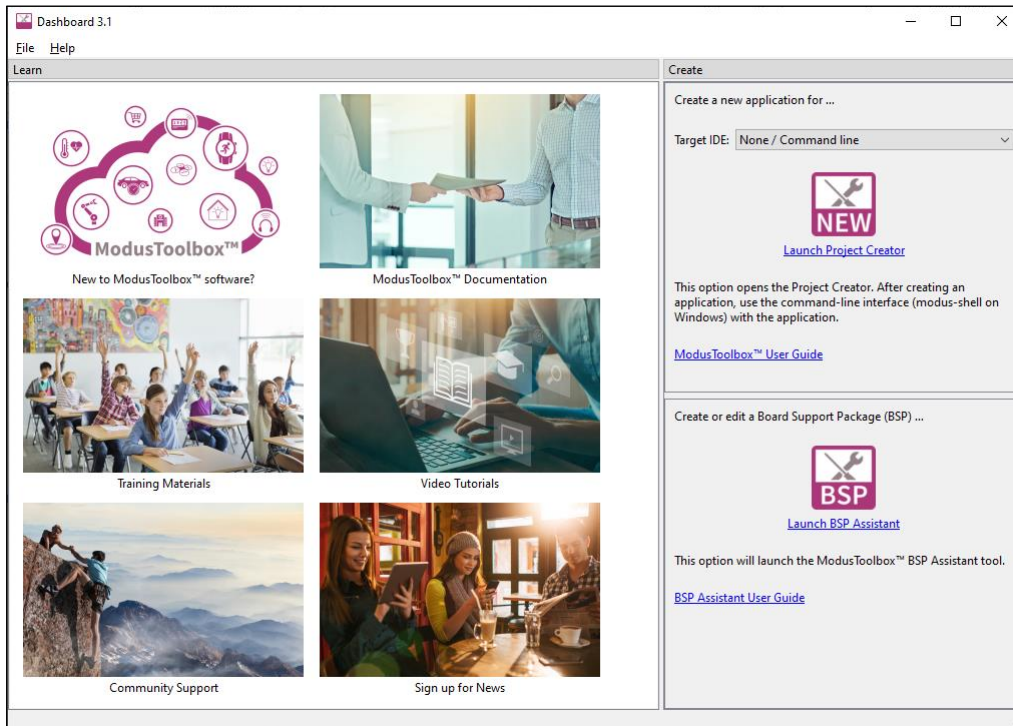 Dashboard 3.1
File Help
Learn
ModusToolbox™
New to ModusToolbox™ software?
ModusToolbox™ Documentation
Training Materials
Video Tutorials
Community Support
Sign up for News
Create
Create a new application for ...
Target IDE: None / Command line
NEW
Launch Project Creator
This option opens the Project Creator. After creating an
application, use the command-line interface (modus-shell on
Windows) with the application.
ModusToolbox™ User Guide
Create or edit a Board Support Package (BSP) ...
BSP
Launch BSP Assistant
This option will launch the ModusToolbox™ BSP Assistant tool.
BSP Assistant User Guide